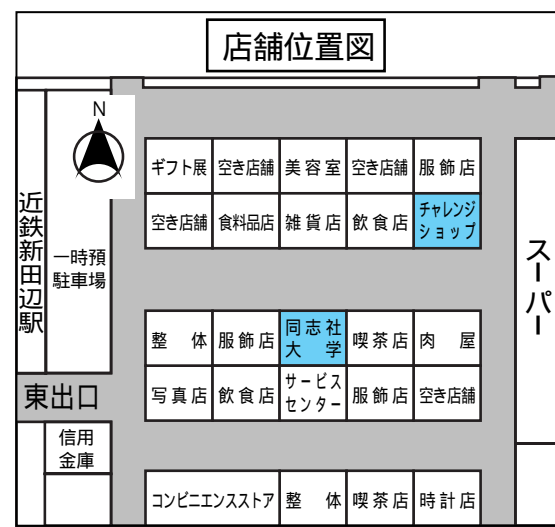 店舗位置図
N
ギフト展
空き店舗
美容室
空き店舗
服飾店
空き店舗
食料品店
雑貨店
飲食店
チャレンジ
ショップ
近鉄新田辺駅
一時預
駐車場
スーパー
整 体
服飾店
同志社
大 学
喫茶店
肉 屋
東出口
写真店
飲食店
サービス
センター
服飾店
空き店舗
信用
金庫
コンビニエンスストア
整 体
喫茶店
時計店